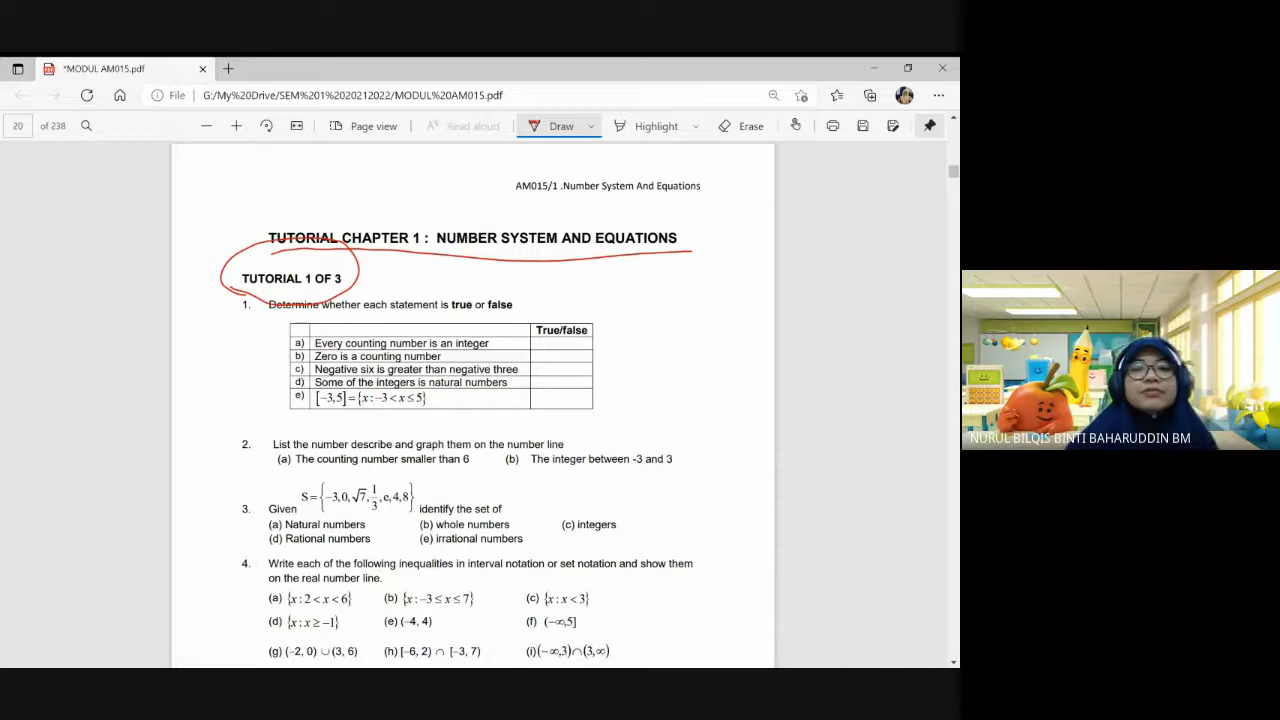 *MODUL AM015.pdf
File G:/My%20Drive/SEM%201%2020212022/MODUL%20AM015.pdf
20 of 238 Page view Read aloud Draw Highlight Erase
AM015/1 .Number System And Equations
TUTORIAL CHAPTER 1 : NUMBER SYSTEM AND EQUATIONS
TUTORIAL 1 OF 3
1. Determine whether each statement is true or false
True/false
a) Every counting number is an integer
b) Zero is a counting number
c) Negative six is greater than negative three
d) Some of the integers is natural numbers
e) [−3,5] = {x : −3 < x ≤ 5}
2. List the number describe and graph them on the number line
(a) The counting number smaller than 6 (b) The integer between -3 and 3
3. Given S = {−3, 0, √7, 1/3, e, 4, 8} identify the set of
(a) Natural numbers (b) whole numbers (c) integers
(d) Rational numbers (e) irrational numbers
4. Write each of the following inequalities in interval notation or set notation and show them
on the real number line.
(a) {x : 2 < x < 6} (b) {x : −3 ≤ x ≤ 7} (c) {x : x < 3}
(d) {x : x ≥ −1} (e) (−4, 4) (f) (−∞,5]
(g) (−2, 0) ∪ (3, 6) (h) [−6, 2) ∩ [−3, 7) (i) (−∞,3) ∩ (3,∞)
NURUL BILQIS BINTI BAHARUDDIN BM